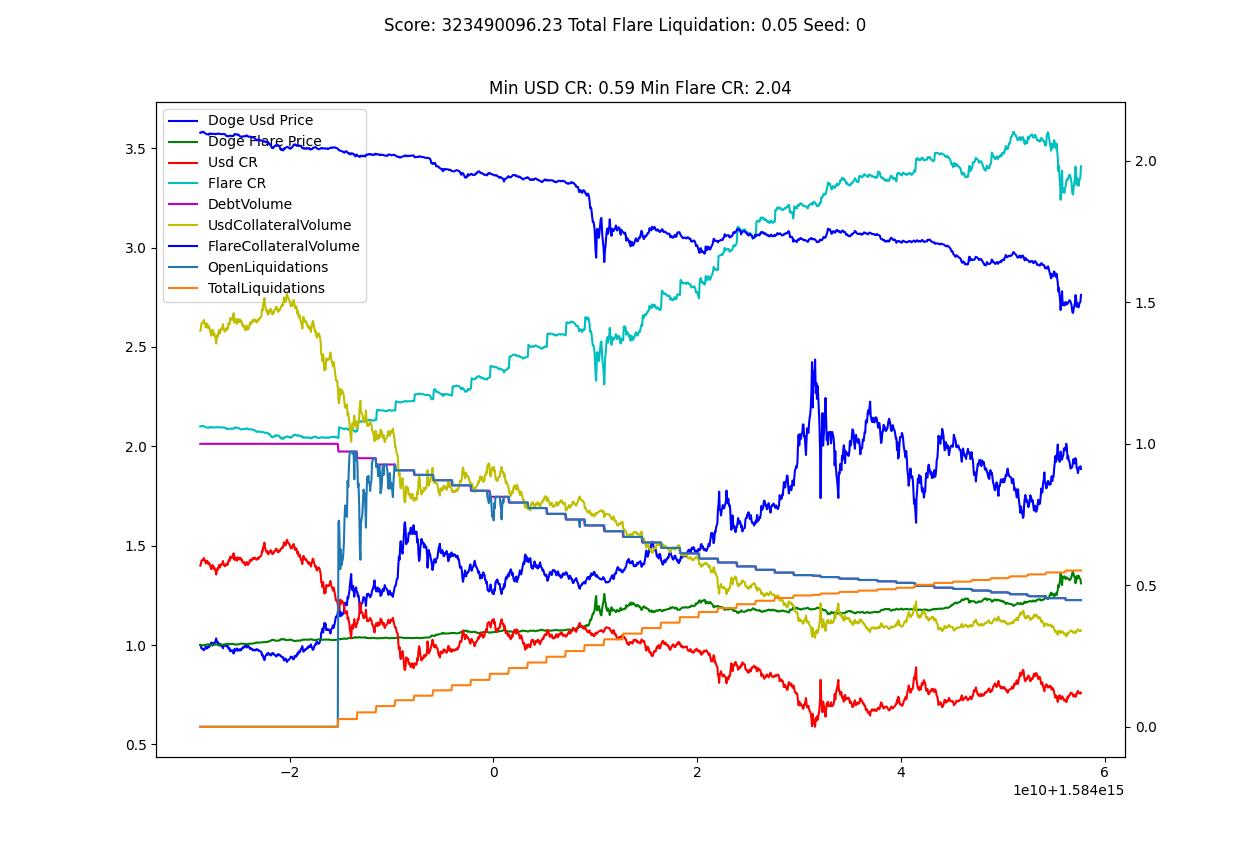 Score: 323490096.23 Total Flare Liquidation: 0.05 Seed: 0
Min USD CR: 0.59 Min Flare CR: 2.04
Doge Usd Price
Doge Flare Price
Usd CR
Flare CR
DebtVolume
UsdCollateralVolume
FlareCollateralVolume
OpenLiquidations
TotalLiquidations
3.5
3.0
2.5
2.0
1.5
1.0
0.5
2.0
1.5
1.0
0.5
0.0
−2
0
2
4
6
1e10+1.584e15